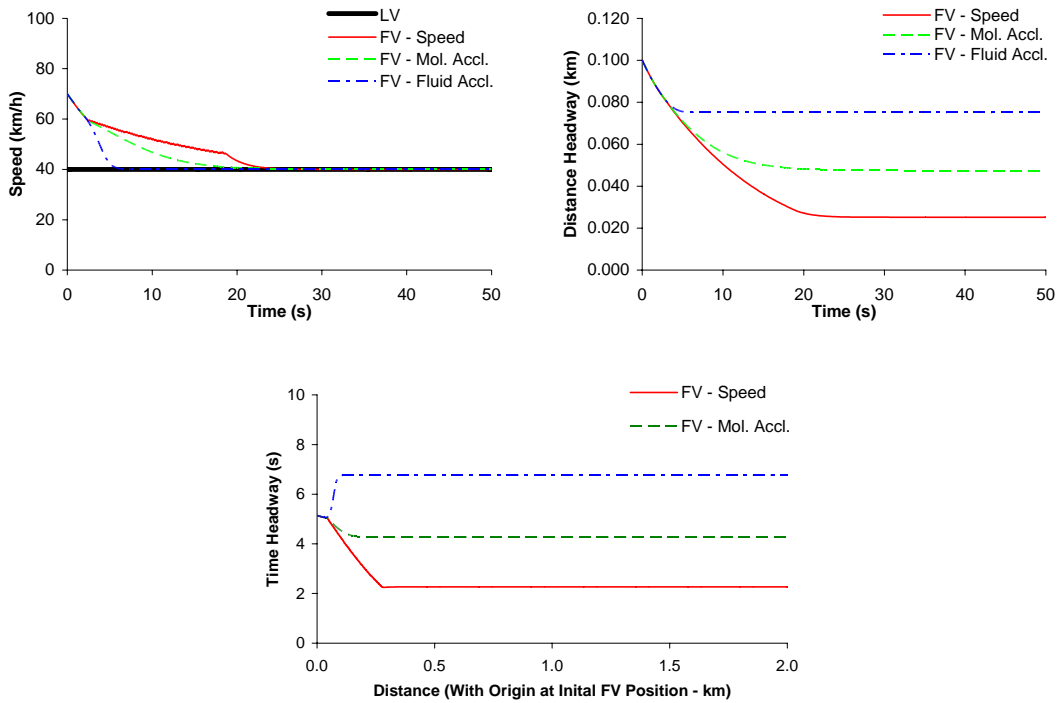 LV
FV - Speed
FV - Mol. Accl.
FV - Fluid Accl.
100
80
60
40
20
0
Speed (km/h)
0 10 20 30 40 50
Time (s)
FV - Speed
FV - Mol. Accl.
FV - Fluid Accl.
0.120
0.100
0.080
0.060
0.040
0.020
0.000
Distance Headway (km)
0 10 20 30 40 50
Time (s)
FV - Speed
FV - Mol. Accl.
10
8
6
4
2
0
Time Headway (s)
0.0 0.5 1.0 1.5 2.0
Distance (With Origin at Inital FV Position - km)